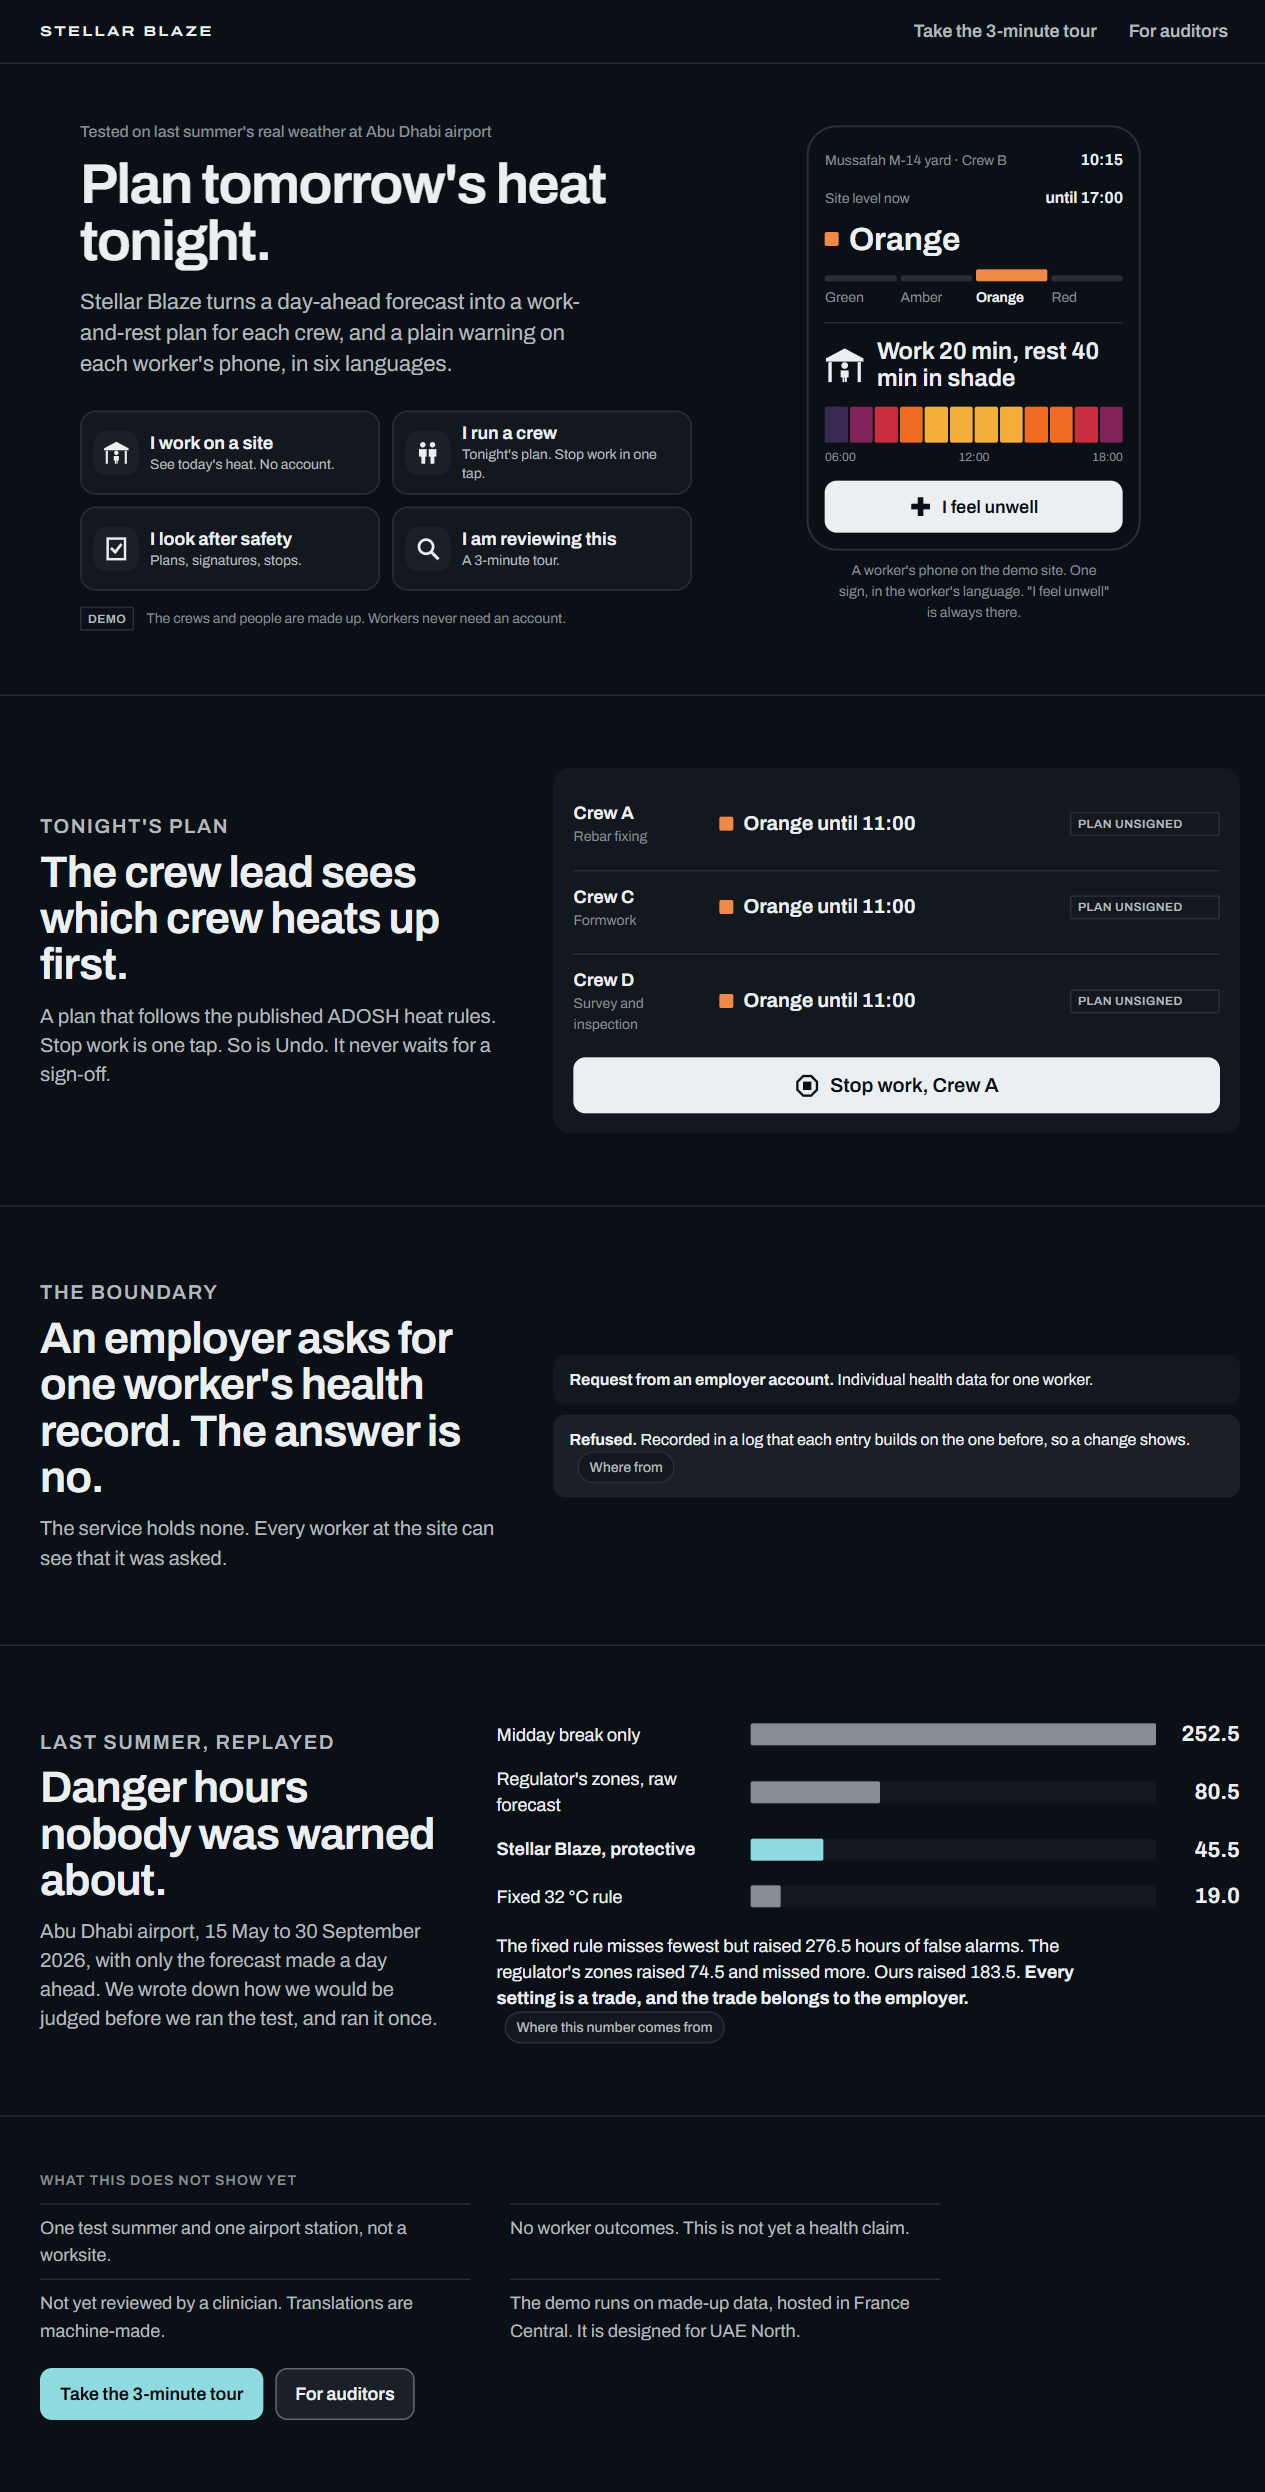 STELLAR BLAZE
Take the 3-minute tour
For auditors
Tested on last summer's real weather at Abu Dhabi airport
Plan tomorrow's heat
tonight.
Stellar Blaze turns a day-ahead forecast into a work-
and-rest plan for each crew, and a plain warning on
each worker's phone, in six languages.
I work on a site
See today's heat. No account.
I run a crew
Tonight's plan. Stop work in one
tap.
I look after safety
Plans, signatures, stops.
I am reviewing this
A 3-minute tour.
DEMO
The crews and people are made up. Workers never need an account.
Mussafah M-14 yard · Crew B
10:15
Site level now
until 17:00
Orange
Green
Amber
Orange
Red
Work 20 min, rest 40
min in shade
06:00
12:00
18:00
I feel unwell
A worker's phone on the demo site. One
sign, in the worker's language. "I feel unwell"
is always there.
TONIGHT'S PLAN
The crew lead sees
which crew heats up
first.
A plan that follows the published ADOSH heat rules.
Stop work is one tap. So is Undo. It never waits for a
sign-off.
Crew A
Rebar fixing
Orange until 11:00
PLAN UNSIGNED
Crew C
Formwork
Orange until 11:00
PLAN UNSIGNED
Crew D
Survey and
inspection
Orange until 11:00
PLAN UNSIGNED
Stop work, Crew A
THE BOUNDARY
An employer asks for
one worker's health
record. The answer is
no.
The service holds none. Every worker at the site can
see that it was asked.
Request from an employer account. Individual health data for one worker.
Refused. Recorded in a log that each entry builds on the one before, so a change shows.
Where from
LAST SUMMER, REPLAYED
Danger hours
nobody was warned
about.
Abu Dhabi airport, 15 May to 30 September
2026, with only the forecast made a day
ahead. We wrote down how we would be
judged before we ran the test, and ran it once.
Midday break only
252.5
Regulator's zones, raw
forecast
80.5
Stellar Blaze, protective
45.5
Fixed 32 °C rule
19.0
The fixed rule misses fewest but raised 276.5 hours of false alarms. The
regulator's zones raised 74.5 and missed more. Ours raised 183.5. Every
setting is a trade, and the trade belongs to the employer.
Where this number comes from
WHAT THIS DOES NOT SHOW YET
One test summer and one airport station, not a
worksite.
No worker outcomes. This is not yet a health claim.
Not yet reviewed by a clinician. Translations are
machine-made.
The demo runs on made-up data, hosted in France
Central. It is designed for UAE North.
Take the 3-minute tour
For auditors